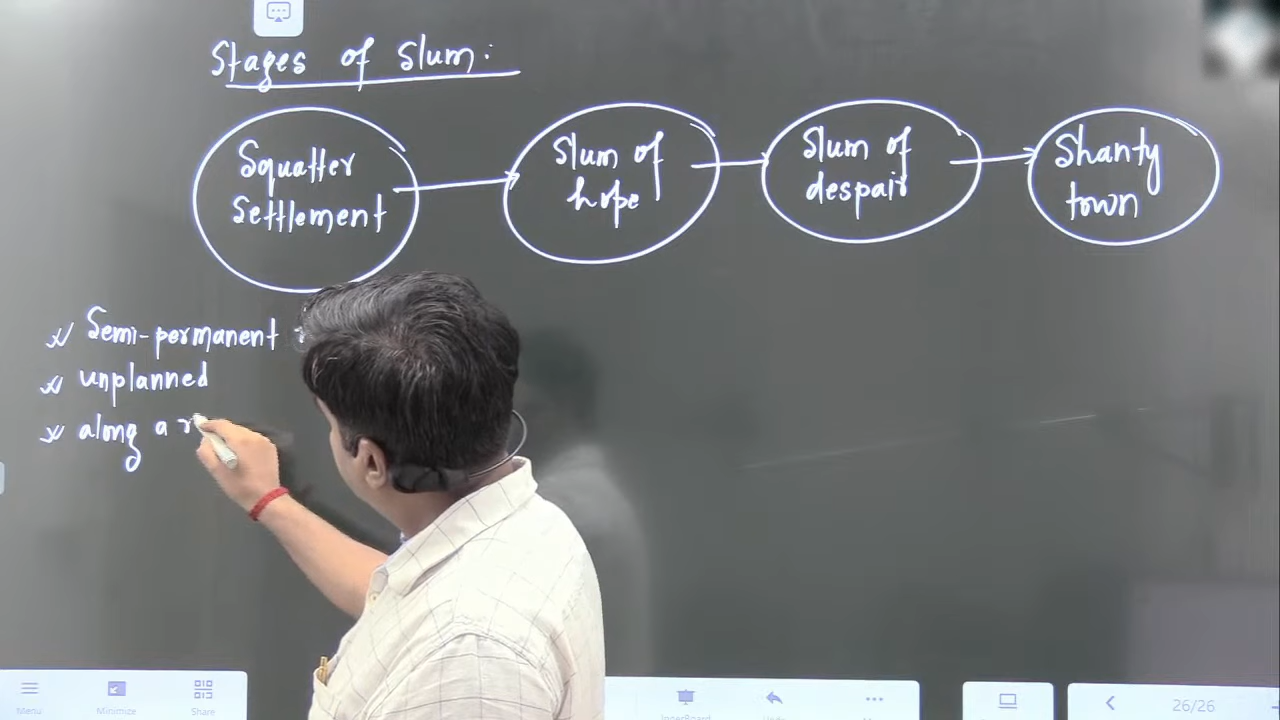 Stages of Slum:
Squatter
Settlement
Slum of
hope
Slum of
despair
Shanty
town
Semi-permanent
unplanned
along a r
Menu
Minimize
Share
26/26